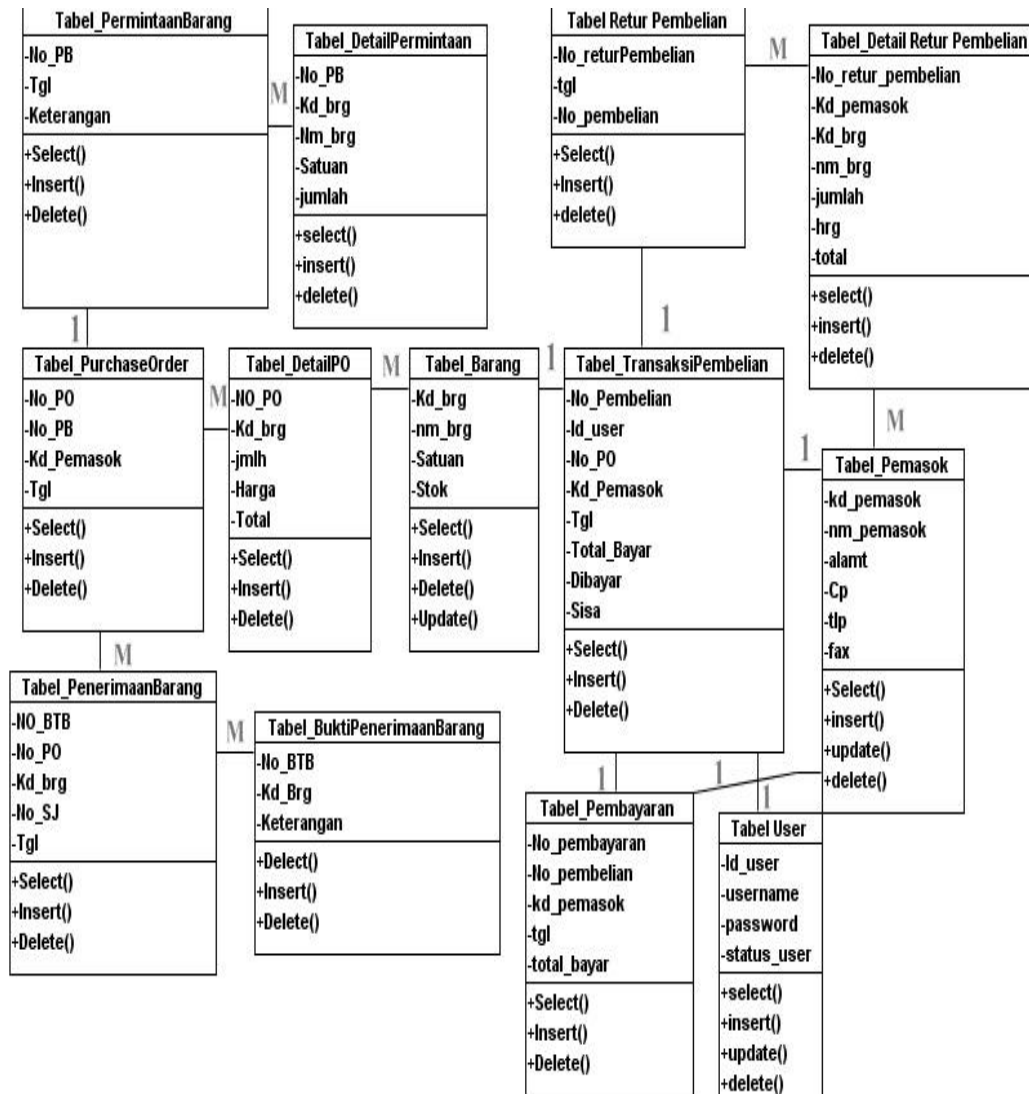 Tabel_PermintaanBarang
-No_PB
-Tgl
-Keterangan
+Select()
+Insert()
+Delete()
M
Tabel_DetailPermintaan
-No_PB
-Kd_brg
-Nm_brg
-Satuan
-jumlah
+select()
+insert()
+delete()
Tabel Retur Pembelian
-No_returPembelian
-tgl
-No_pembelian
+Select()
+Insert()
+delete()
M
Tabel_Detail Retur Pembelian
-No_retur_pembelian
-Kd_pemasok
-Kd_brg
-nm_brg
-jumlah
-hrg
-total
+select()
+insert()
+delete()
1
1
Tabel_PurchaseOrder
-No_PO
-No_PB
-Kd_Pemasok
-Tgl
+Select()
+Insert()
+Delete()
M
Tabel_DetailPO
-NO_PO
-Kd_brg
-jmlh
-Harga
-Total
+Select()
+Insert()
+Delete()
M
Tabel_Barang
-Kd_brg
-nm_brg
-Satuan
-Stok
+Select()
+Insert()
+Delete()
+Update()
1
Tabel_TransaksiPembelian
-No_Pembelian
-Id_user
-No_PO
-Kd_Pemasok
-Tgl
-Total_Bayar
-Dibayar
-Sisa
+Select()
+Insert()
+Delete()
1
M
Tabel_Pemasok
-kd_pemasok
-nm_pemasok
-alamt
-Cp
-tlp
-fax
+Select()
+insert()
+update()
+delete()
M
Tabel_PenerimaanBarang
-NO_BTB
-No_PO
-Kd_brg
-No_SJ
-Tgl
+Select()
+Insert()
+Delete()
M
Tabel_BuktiPenerimaanBarang
-No_BTB
-Kd_Brg
-Keterangan
+Delect()
+Insert()
+Delete()
1
1
1
Tabel_Pembayaran
-No_pembayaran
-No_pembelian
-kd_pemasok
-tgl
-total_bayar
+Select()
+Insert()
+Delete()
Tabel User
-Id_user
-username
-password
-status_user
+select()
+insert()
+update()
+delete()